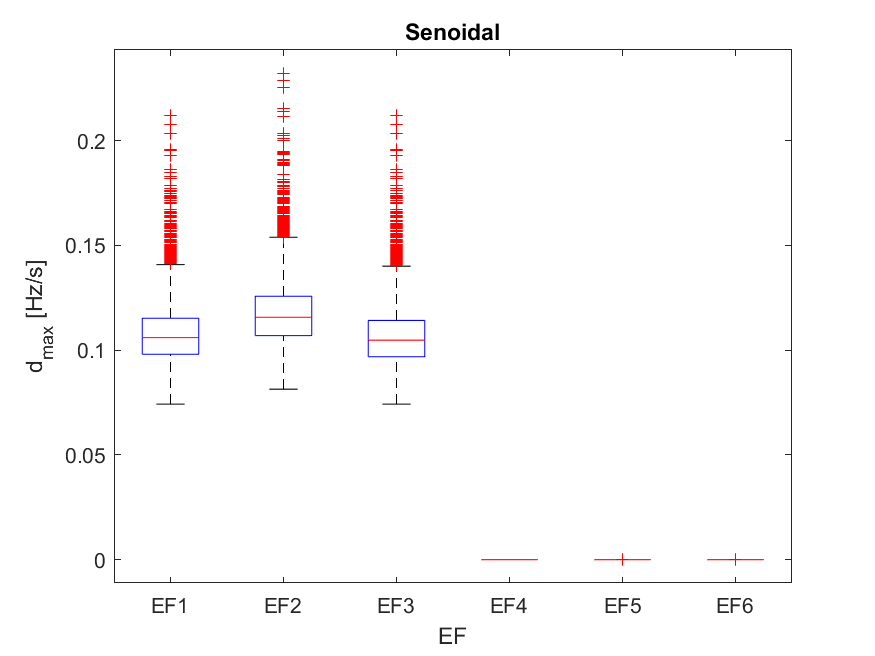 Senoidal
d_max [Hz/s]
0.2
0.15
0.1
0.05
0
EF1 EF2 EF3 EF4 EF5 EF6
EF